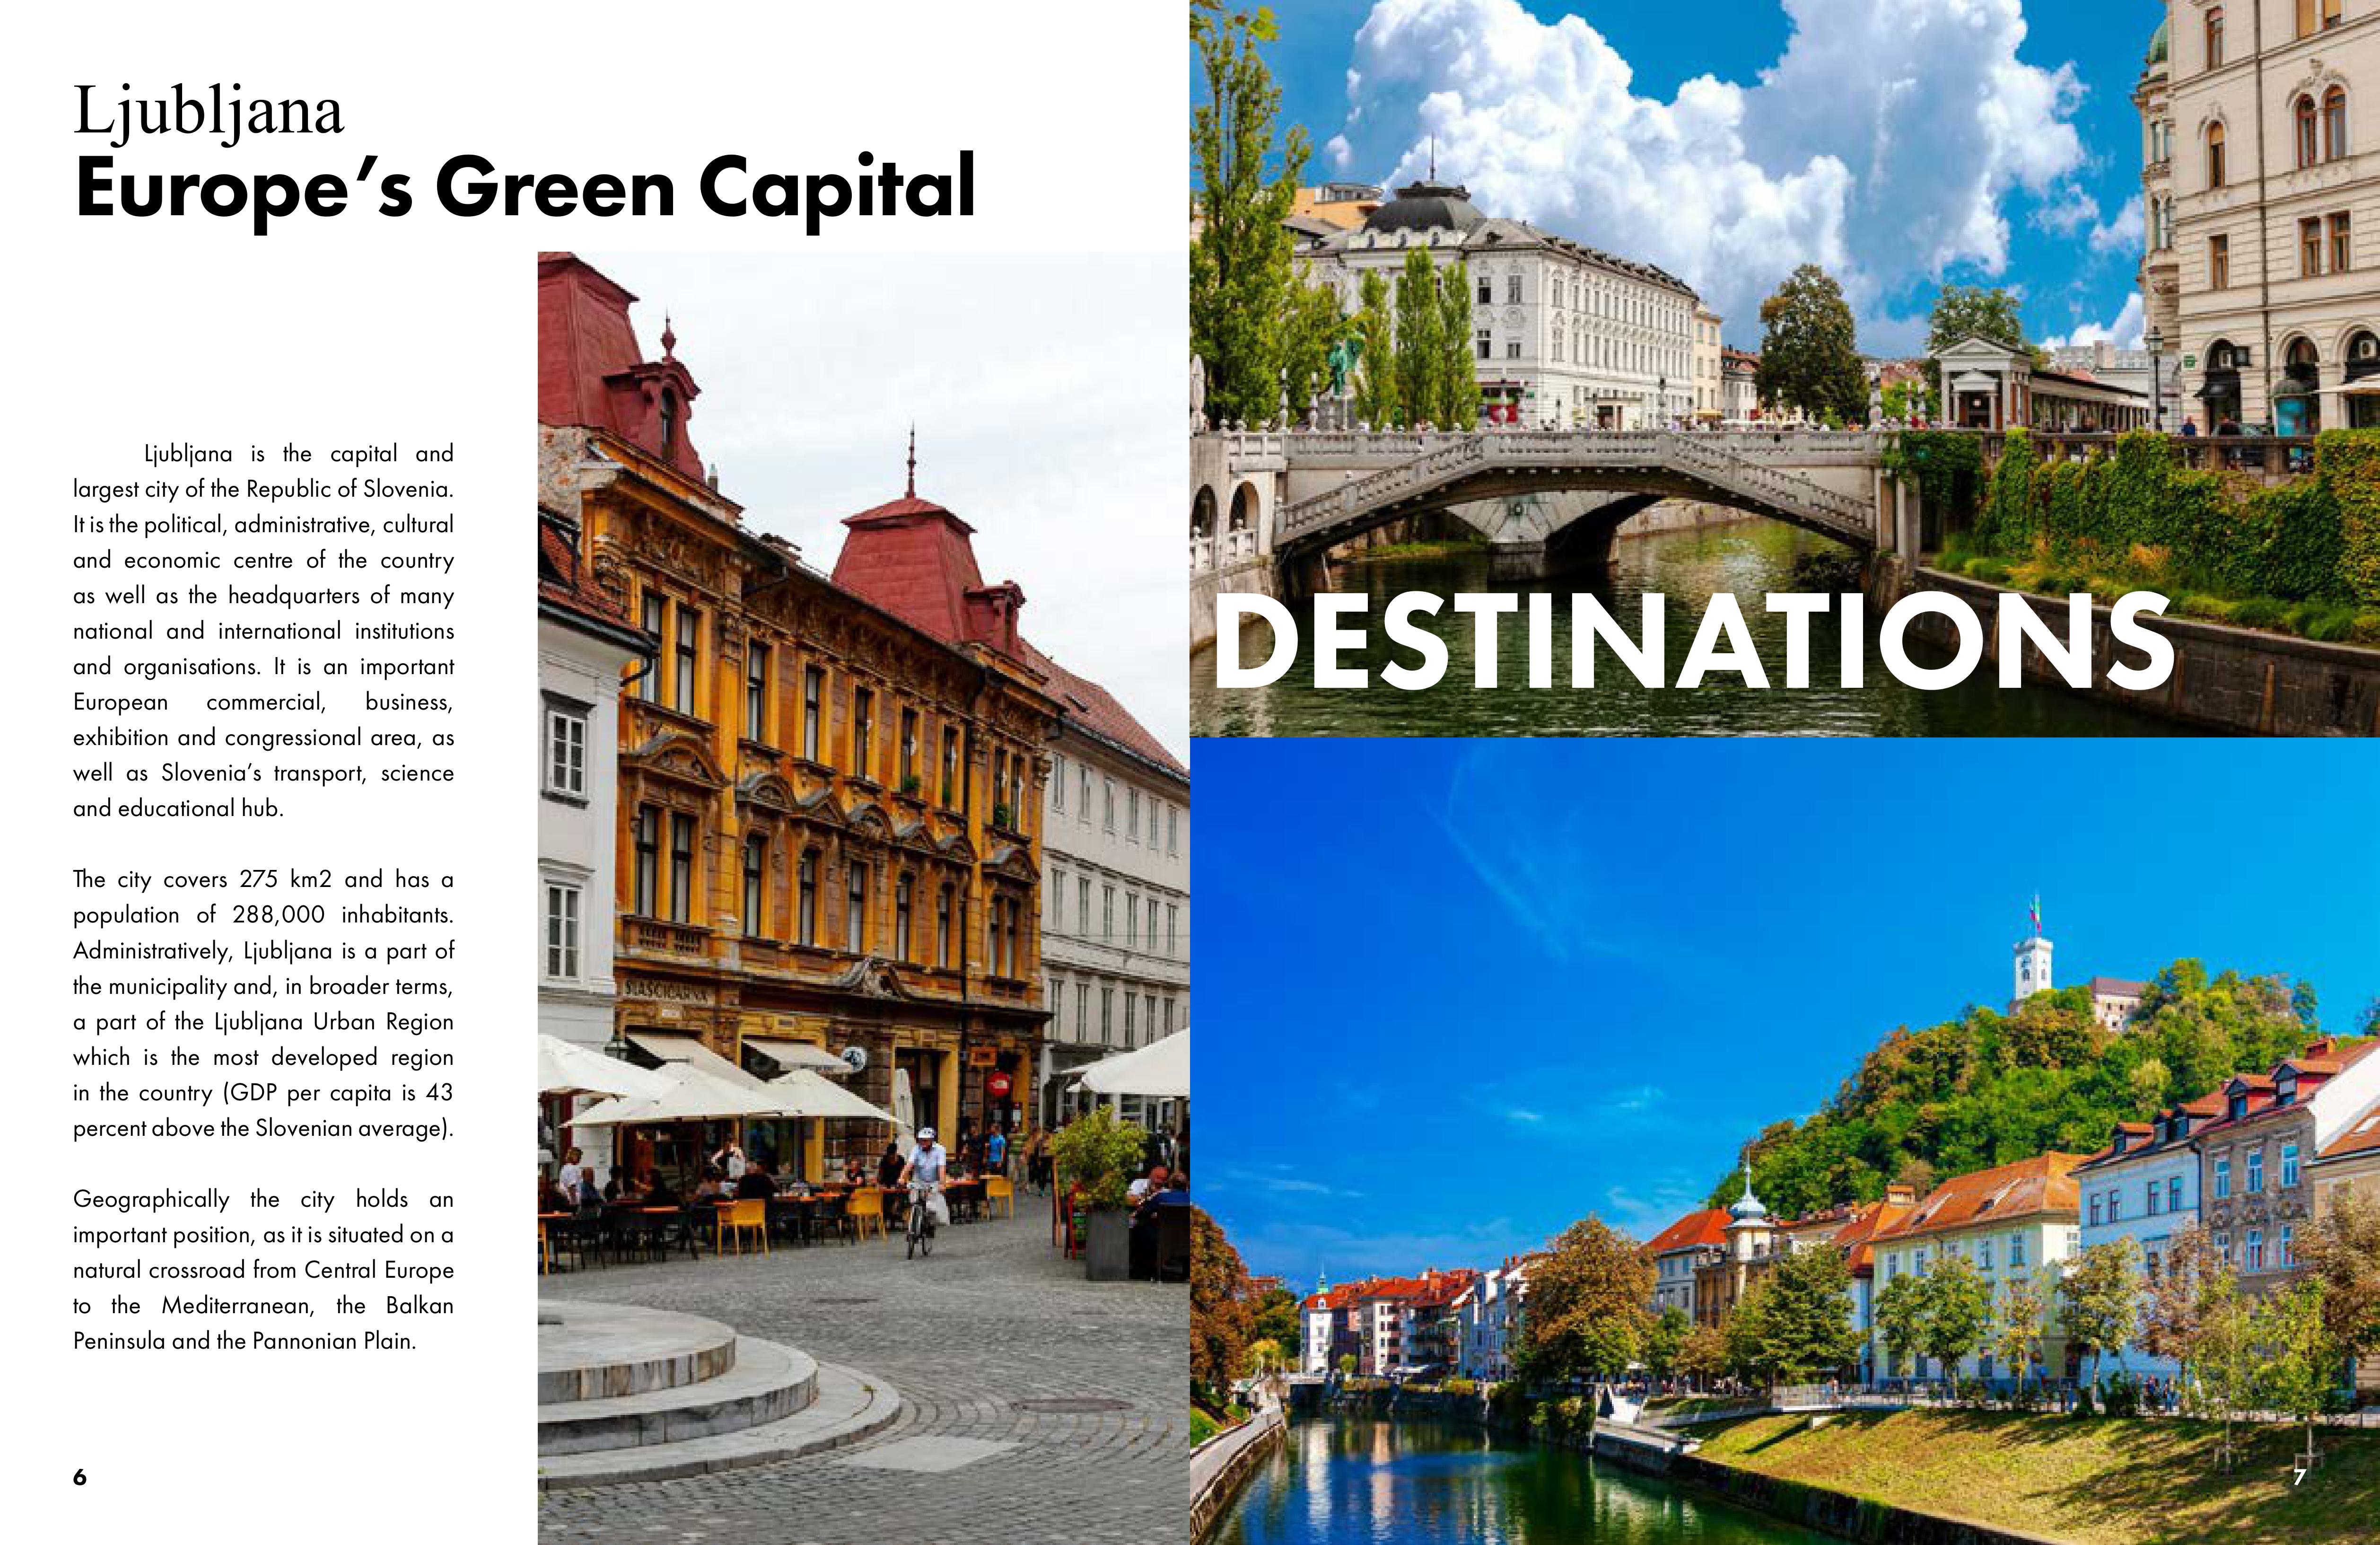 Ljubljana
Europe’s Green Capital
Ljubljana is the capital and
largest city of the Republic of Slovenia.
It is the political, administrative, cultural
and economic centre of the country
as well as the headquarters of many
national and international institutions
and organisations. It is an important
European commercial, business,
exhibition and congressional area, as
well as Slovenia’s transport, science
and educational hub.
The city covers 275 km2 and has a
population of 288,000 inhabitants.
Administratively, Ljubljana is a part of
the municipality and, in broader terms,
a part of the Ljubljana Urban Region
which is the most developed region
in the country (GDP per capita is 43
percent above the Slovenian average).
Geographically the city holds an
important position, as it is situated on a
natural crossroad from Central Europe
to the Mediterranean, the Balkan
Peninsula and the Pannonian Plain.
6
SLAŠČIČARNA
DESTINATIONS
7